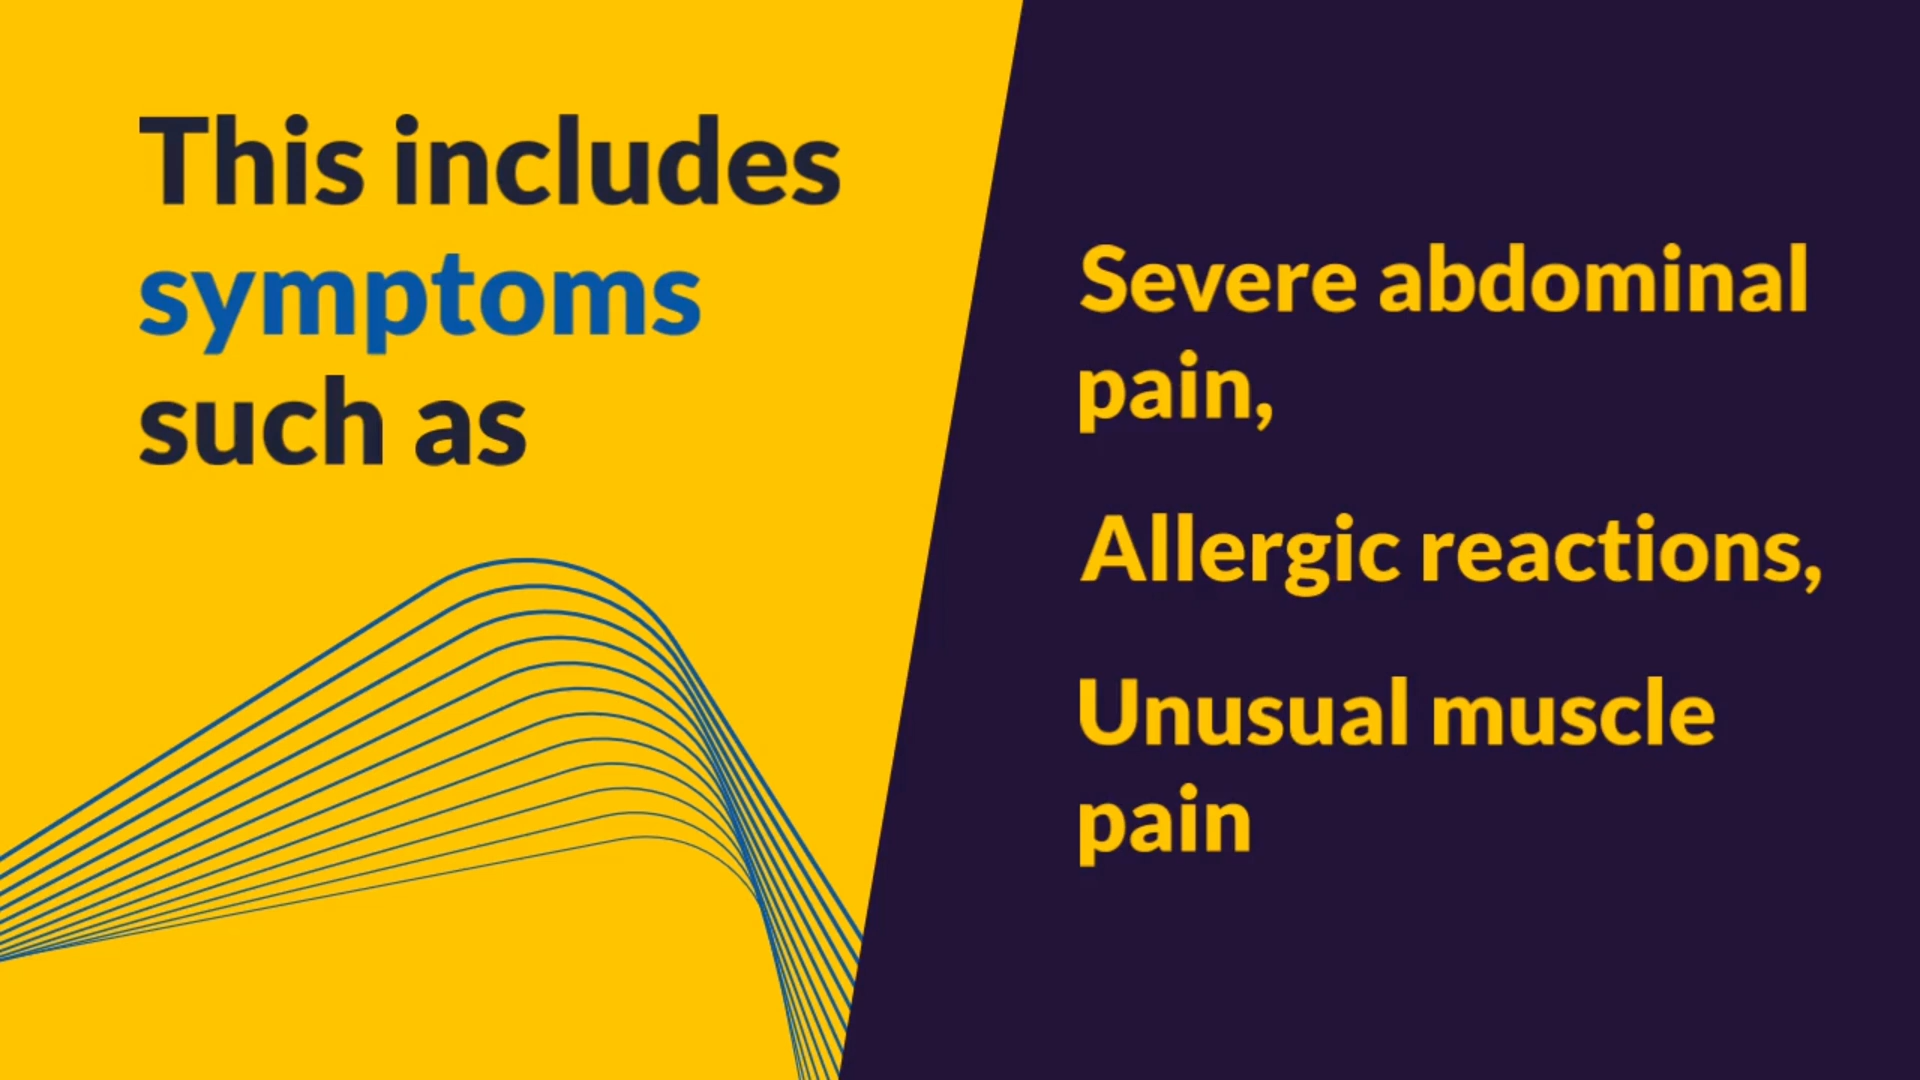 This includes
symptoms
such as
Severe abdominal
pain,
Allergic reactions,
Unusual muscle
pain